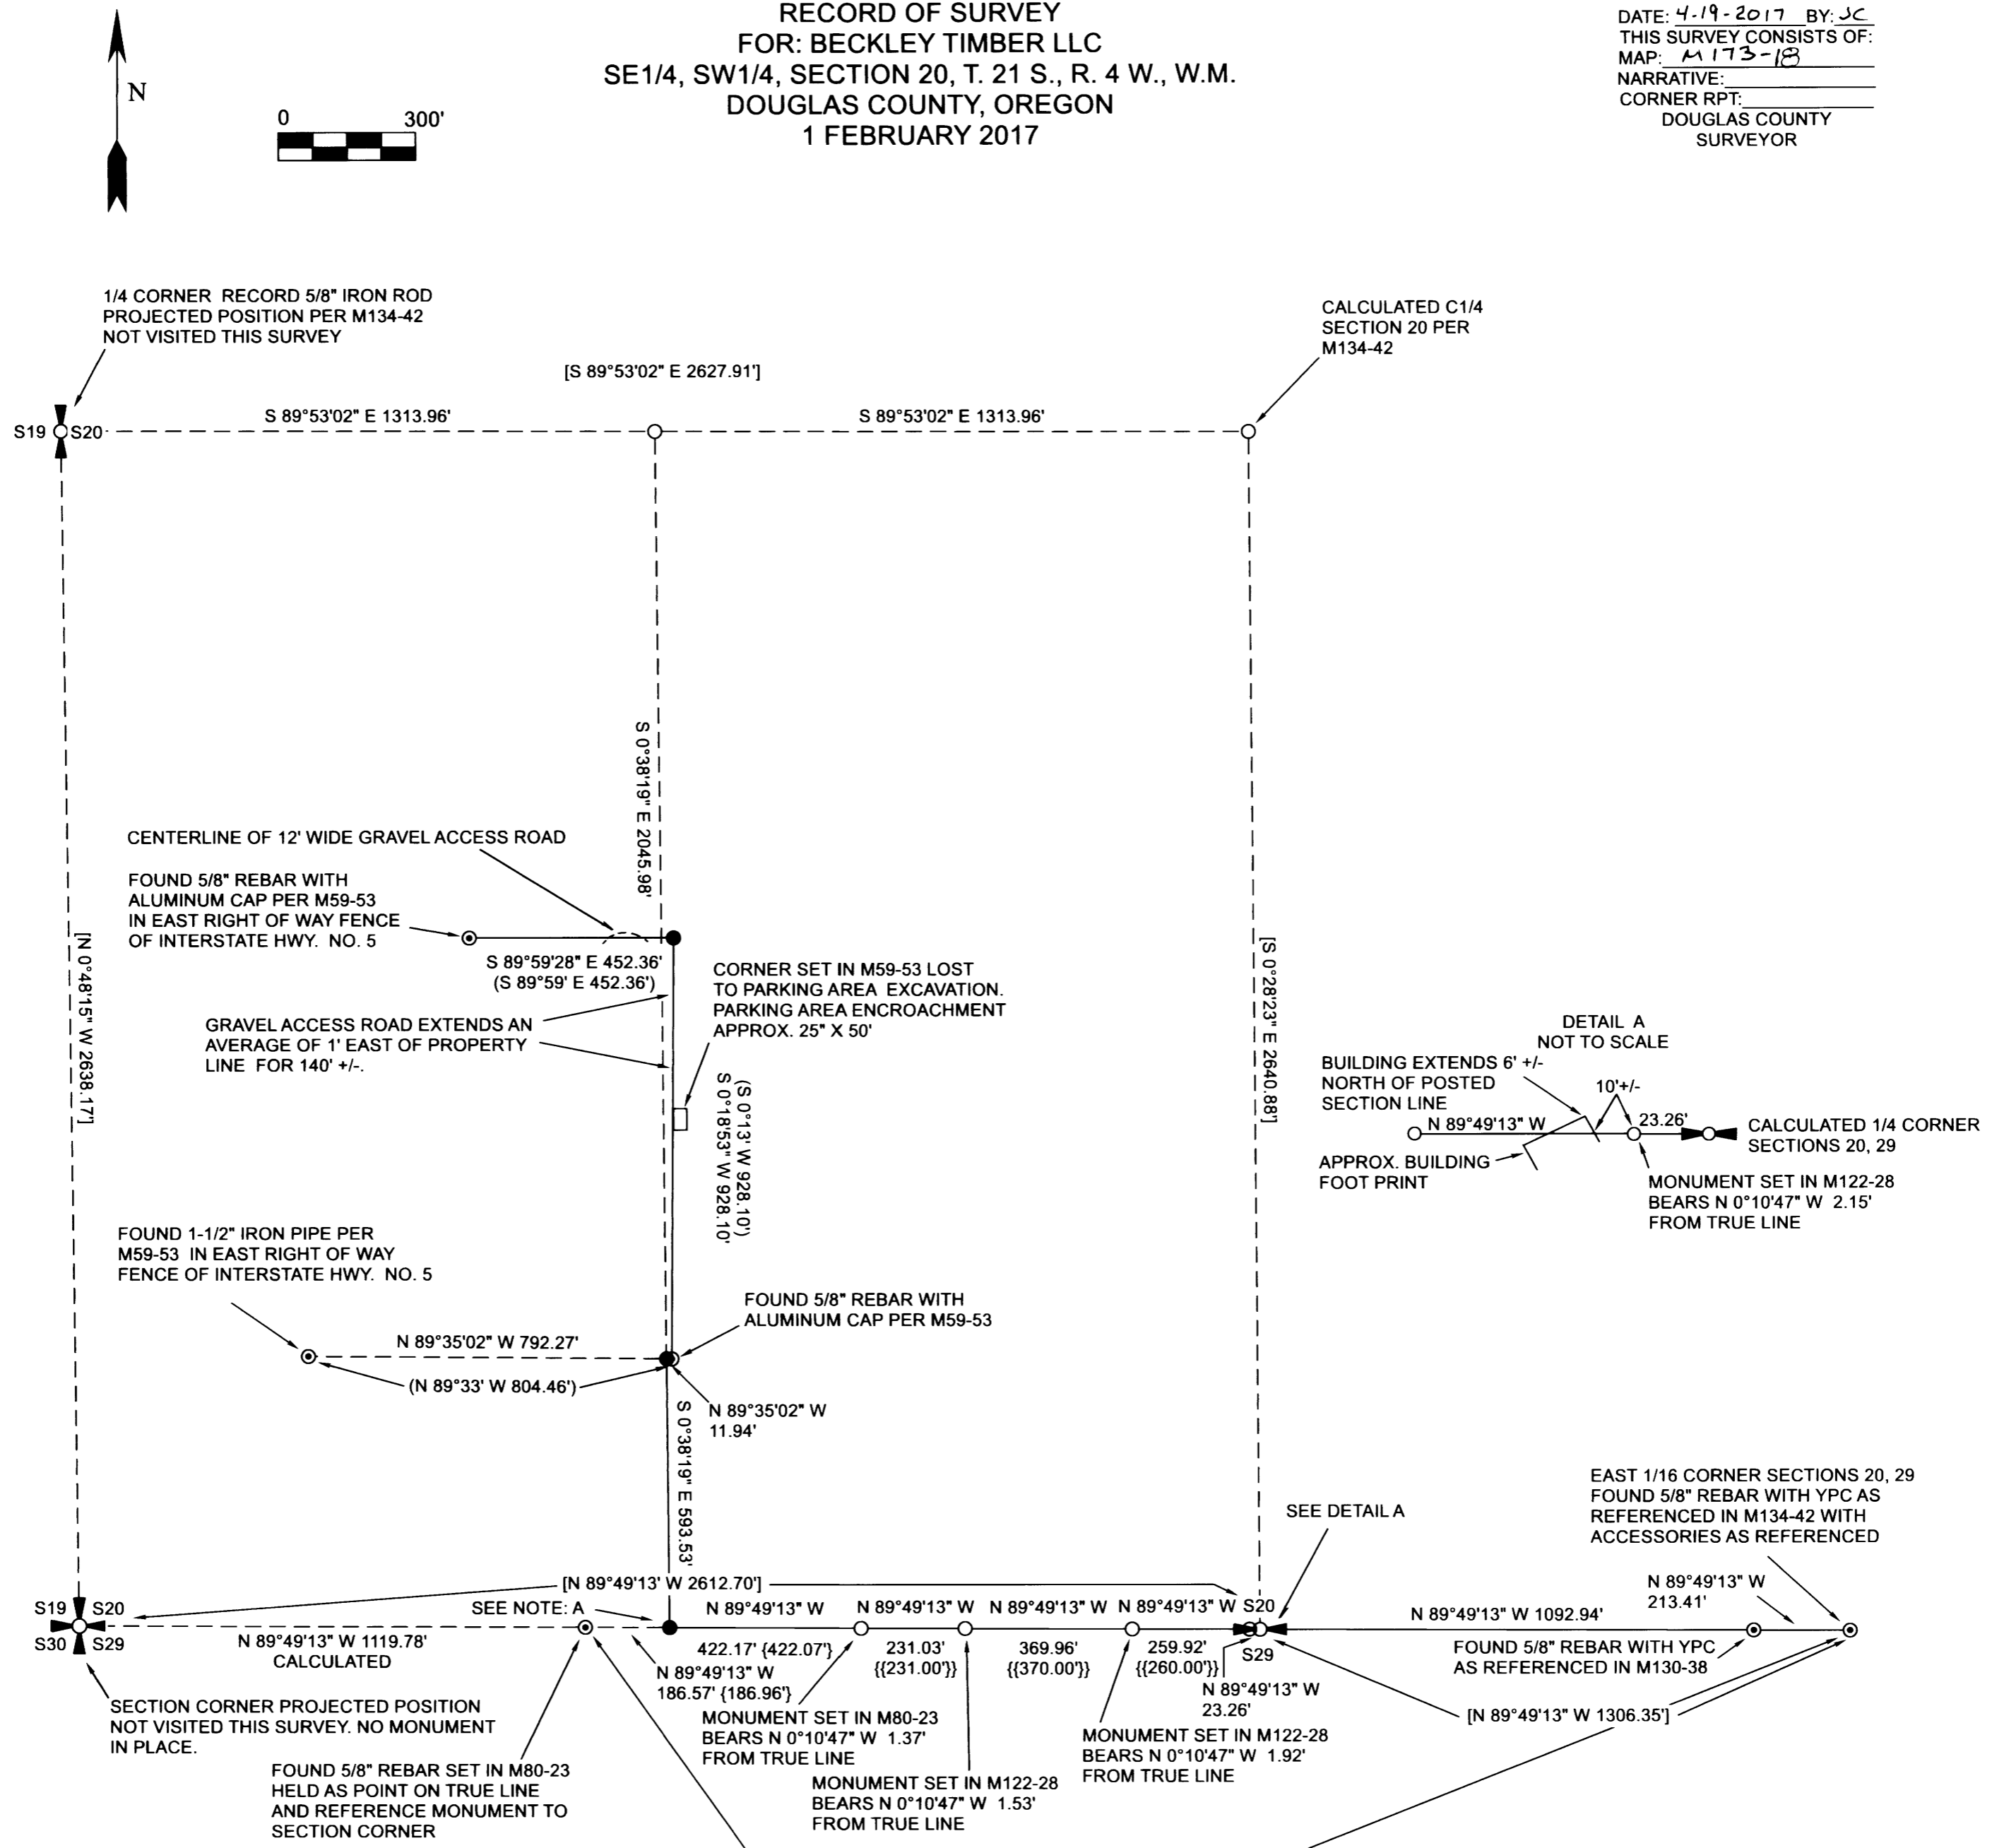 RECORD OF SURVEY
FOR: BECKLEY TIMBER LLC
SE1/4, SW1/4, SECTION 20, T. 21 S., R. 4 W., W.M.
DOUGLAS COUNTY, OREGON
1 FEBRUARY 2017
DATE: 4-19-2017 BY: JC
THIS SURVEY CONSISTS OF:
MAP: M173-18
NARRATIVE:
CORNER RPT:
DOUGLAS COUNTY
SURVEYOR
N
0 300'
1/4 CORNER RECORD 5/8" IRON ROD
PROJECTED POSITION PER M134-42
NOT VISITED THIS SURVEY
CALCULATED C1/4
SECTION 20 PER
M134-42
[S 89°53'02" E 2627.91']
S19 S20
S 89°53'02" E 1313.96'
S 89°53'02" E 1313.96'
S 0°38'19" E 2045.98'
CENTERLINE OF 12' WIDE GRAVEL ACCESS ROAD
FOUND 5/8" REBAR WITH
ALUMINUM CAP PER M59-53
IN EAST RIGHT OF WAY FENCE
OF INTERSTATE HWY. NO. 5
[N 0°48'15" W 2638.17']
S 89°59'28" E 452.36'
(S 89°59' E 452.36')
CORNER SET IN M59-53 LOST
TO PARKING AREA EXCAVATION.
PARKING AREA ENCROACHMENT
APPROX. 25" X 50'
[S 0°28'23" E 2640.88']
GRAVEL ACCESS ROAD EXTENDS AN
AVERAGE OF 1' EAST OF PROPERTY
LINE FOR 140' +/-.
(S 0°13' W 928.10')
S 0°18'53" W 928.10'
DETAIL A
NOT TO SCALE
BUILDING EXTENDS 6' +/-
NORTH OF POSTED
SECTION LINE
10'+/-
N 89°49'13" W
23.26'
CALCULATED 1/4 CORNER
SECTIONS 20, 29
APPROX. BUILDING
FOOT PRINT
MONUMENT SET IN M122-28
BEARS N 0°10'47" W 2.15'
FROM TRUE LINE
FOUND 1-1/2" IRON PIPE PER
M59-53 IN EAST RIGHT OF WAY
FENCE OF INTERSTATE HWY. NO. 5
FOUND 5/8" REBAR WITH
ALUMINUM CAP PER M59-53
N 89°35'02" W 792.27'
(N 89°33' W 804.46')
N 89°35'02" W
11.94'
S 0°38'19" E 593.53'
EAST 1/16 CORNER SECTIONS 20, 29
FOUND 5/8" REBAR WITH YPC AS
REFERENCED IN M134-42 WITH
ACCESSORIES AS REFERENCED
SEE DETAIL A
[N 89°49'13' W 2612.70']
N 89°49'13" W
213.41'
S19 S20
S30 S29
SEE NOTE: A
N 89°49'13" W
N 89°49'13" W
N 89°49'13" W
N 89°49'13" W
S20
S29
N 89°49'13" W 1092.94'
N 89°49'13" W 1119.78'
CALCULATED
422.17' {422.07'}
231.03'
{{231.00'}}
369.96'
{{370.00'}}
259.92'
{{260.00'}}
FOUND 5/8" REBAR WITH YPC
AS REFERENCED IN M130-38
N 89°49'13" W
186.57' {186.96'}
N 89°49'13" W
23.26'
[N 89°49'13" W 1306.35']
SECTION CORNER PROJECTED POSITION
NOT VISITED THIS SURVEY. NO MONUMENT
IN PLACE.
MONUMENT SET IN M80-23
BEARS N 0°10'47" W 1.37'
FROM TRUE LINE
MONUMENT SET IN M122-28
BEARS N 0°10'47" W 1.92'
FROM TRUE LINE
FOUND 5/8" REBAR SET IN M80-23
HELD AS POINT ON TRUE LINE
AND REFERENCE MONUMENT TO
SECTION CORNER
MONUMENT SET IN M122-28
BEARS N 0°10'47" W 1.53'
FROM TRUE LINE